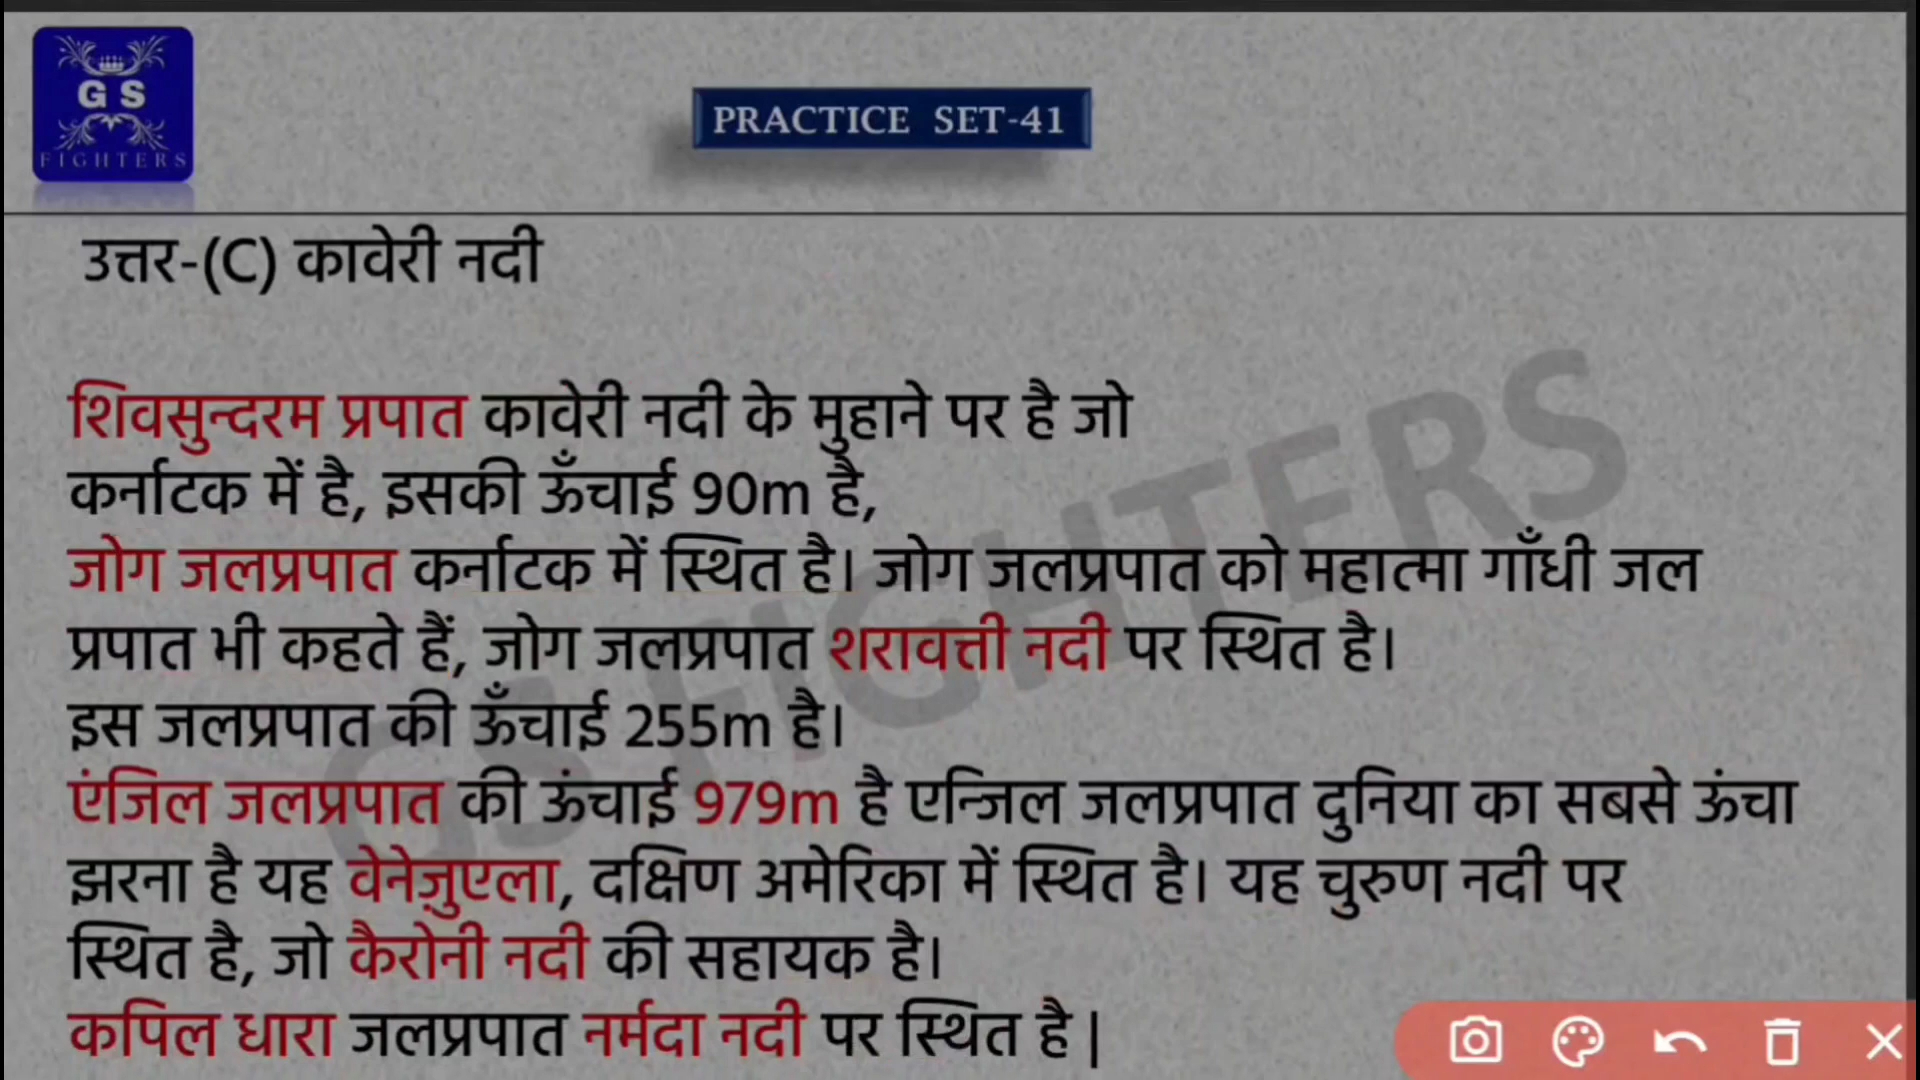 G S
FIGHTERS
PRACTICE SET-41
उत्तर-(C) कावेरी नदी
शिवसुन्दरम प्रपात कावेरी नदी के मुहाने पर है जो
कर्नाटक में है, इसकी ऊँचाई 90m है,
जोग जलप्रपात कर्नाटक में स्थित है। जोग जलप्रपात को महात्मा गाँधी जल
प्रपात भी कहते हैं, जोग जलप्रपात शरावत्ती नदी पर स्थित है।
इस जलप्रपात की ऊँचाई 255m है।
एंजिल जलप्रपात की ऊंचाई 979m है एन्जिल जलप्रपात दुनिया का सबसे ऊंचा
झरना है यह वेनेज़ुएला, दक्षिण अमेरिका में स्थित है। यह चुरुण नदी पर
स्थित है, जो कैरोनी नदी की सहायक है।
कपिल धारा जलप्रपात नर्मदा नदी पर स्थित है |
GS FIGHTERS